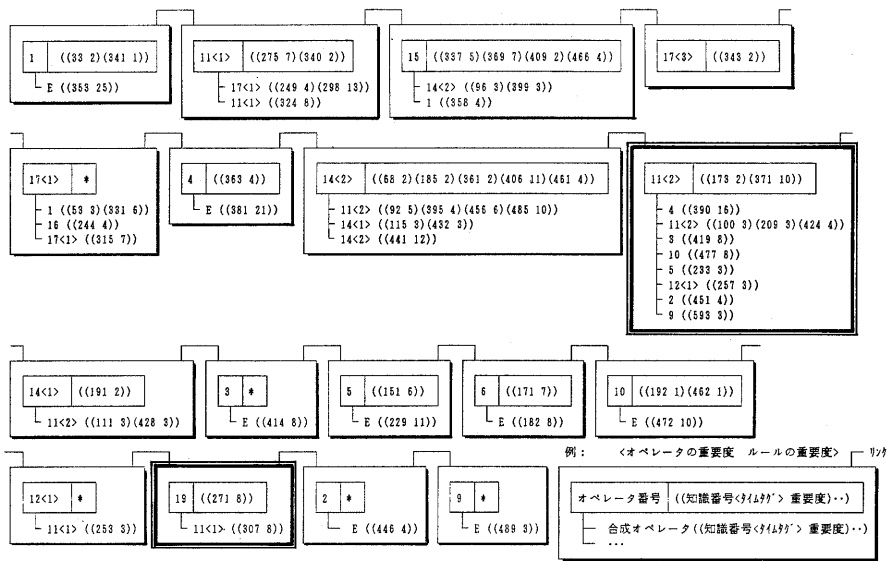 1 ((33 2)(341 1))
E ((353 25))
11<1> ((275 7)(340 2))
17<1> ((249 4)(298 13))
11<1> ((324 8))
15 ((337 5)(369 7)(409 2)(466 4))
14<2> ((96 3)(399 3))
1 ((358 4))
17<3> ((343 2))
17<1> *
1 ((53 3)(331 6))
16 ((244 4))
17<1> ((315 7))
4 ((363 4))
E ((381 21))
14<2> ((68 2)(185 2)(361 2)(406 11)(461 4))
11<2> ((92 5)(395 4)(456 6)(485 10))
14<1> ((115 3)(432 3))
14<2> ((441 12))
11<2> ((173 2)(371 10))
4 ((390 16))
11<2> ((100 3)(209 3)(424 4))
3 ((419 8))
10 ((477 8))
5 ((233 3))
12<1> ((257 3))
2 ((451 4))
9 ((593 3))
14<1> ((191 2))
11<2> ((111 3)(428 3))
3 *
E ((414 8))
5 ((151 6))
E ((229 11))
6 ((171 7))
E ((182 8))
10 ((192 1)(462 1))
E ((472 10))
12<1> *
11<1> ((253 3))
19 ((271 8))
11<1> ((307 8))
2 *
E ((446 4))
9 *
E ((489 3))
例： <オペレータの重要度 ルールの重要度> リンク
オペレータ番号 ((知識番号<タイムタグ> 重要度)··)
合成オペレータ((知識番号<タイムタグ> 重要度)··)
...